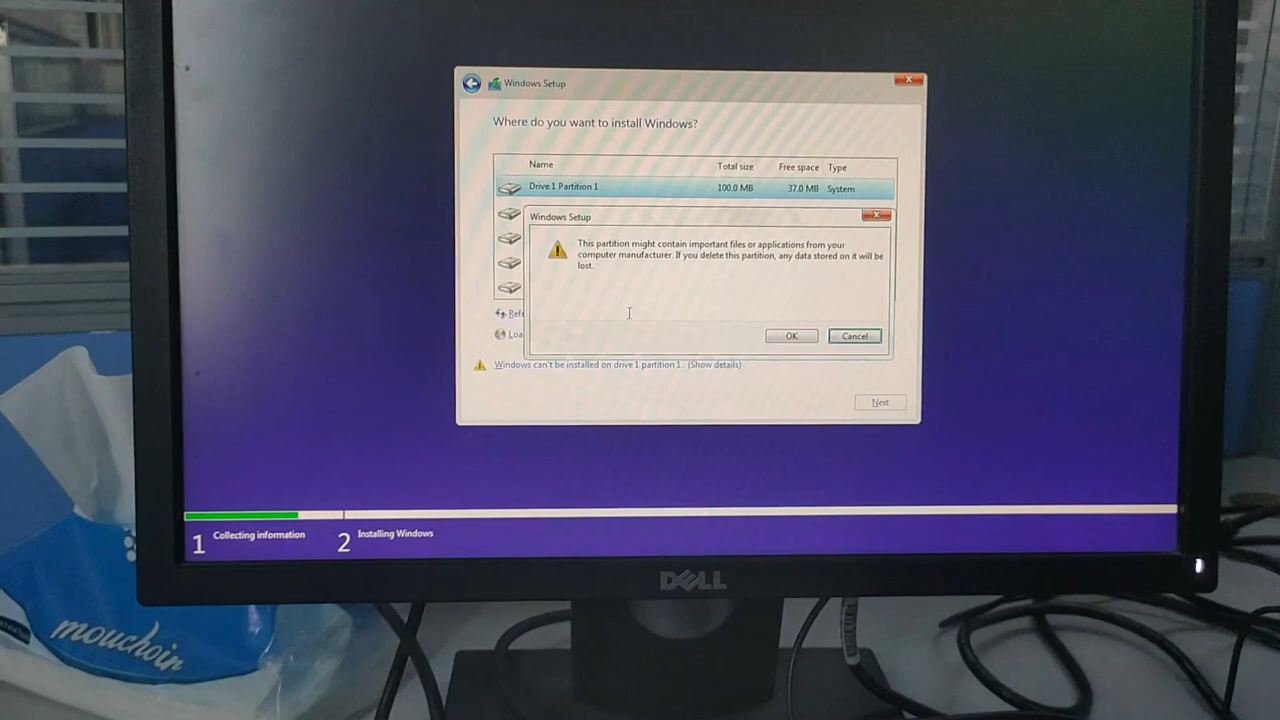 Windows Setup
Where do you want to install Windows?
Name Total size Free space Type
Drive 1 Partition 1 100.0 MB 37.0 MB System
Windows Setup
This partition might contain important files or applications from your
computer manufacturer. If you delete this partition, any data stored on it will be
lost.
Refr
Loa
OK Cancel
Windows can't be installed on drive 1 partition 1. (Show details)
Next
1 Collecting information 2 Installing Windows
DELL
mouchoir